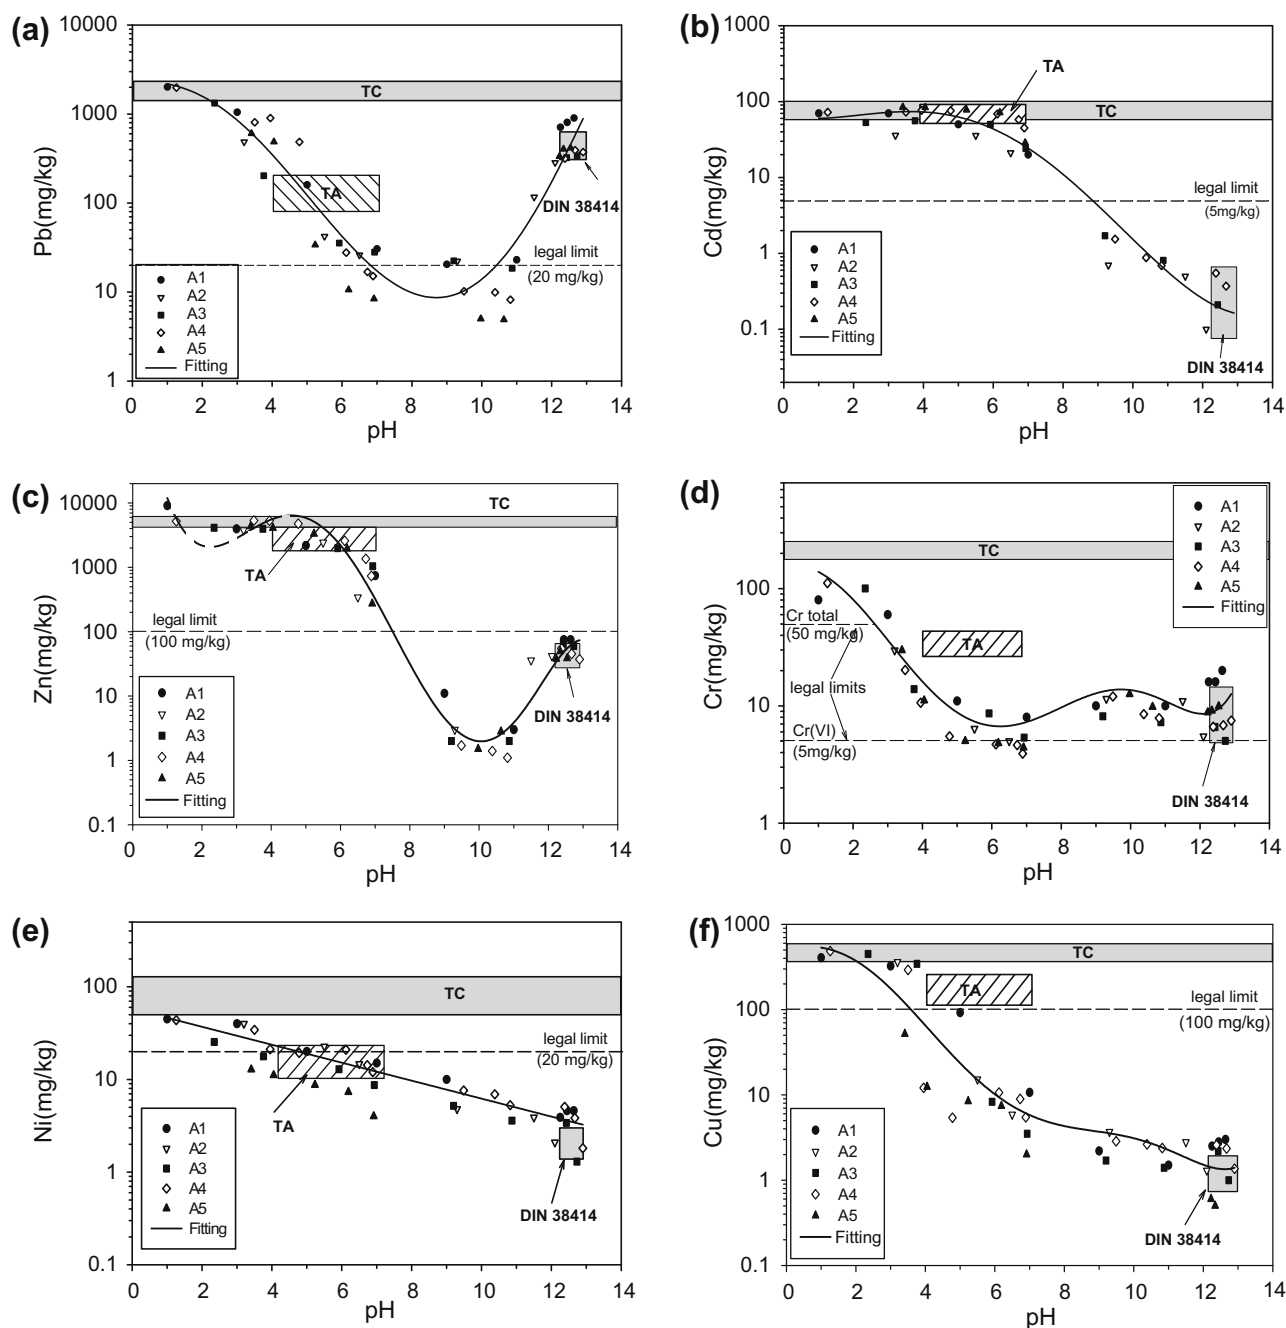 (a)
10000
1000
100
10
1
Pb(mg/kg)
TC
TA
DIN 38414
legal limit
(20 mg/kg)
A1
A2
A3
A4
A5
Fitting
0 2 4 6 8 10 12 14
pH
(b)
1000
100
10
1
0.1
Cd(mg/kg)
TA
TC
legal limit
(5mg/kg)
A1
A2
A3
A4
A5
Fitting
DIN 38414
0 2 4 6 8 10 12 14
pH
(c)
10000
1000
100
10
1
0.1
Zn(mg/kg)
TC
TA
legal limit
(100 mg/kg)
A1
A2
A3
A4
A5
Fitting
DIN 38414
0 2 4 6 8 10 12 14
pH
(d)
100
10
1
Cr(mg/kg)
A1
A2
A3
A4
A5
Fitting
TC
Cr total
(50 mg/kg)
TA
legal limits
Cr(VI)
(5mg/kg)
DIN 38414
0 2 4 6 8 10 12 14
pH
(e)
100
10
1
0.1
Ni(mg/kg)
TC
legal limit
(20 mg/kg)
TA
A1
A2
A3
A4
A5
Fitting
DIN 38414
0 2 4 6 8 10 12 14
pH
(f)
1000
100
10
1
0.1
Cu(mg/kg)
TC
TA
legal limit
(100 mg/kg)
A1
A2
A3
A4
A5
Fitting
DIN 38414
0 2 4 6 8 10 12 14
pH